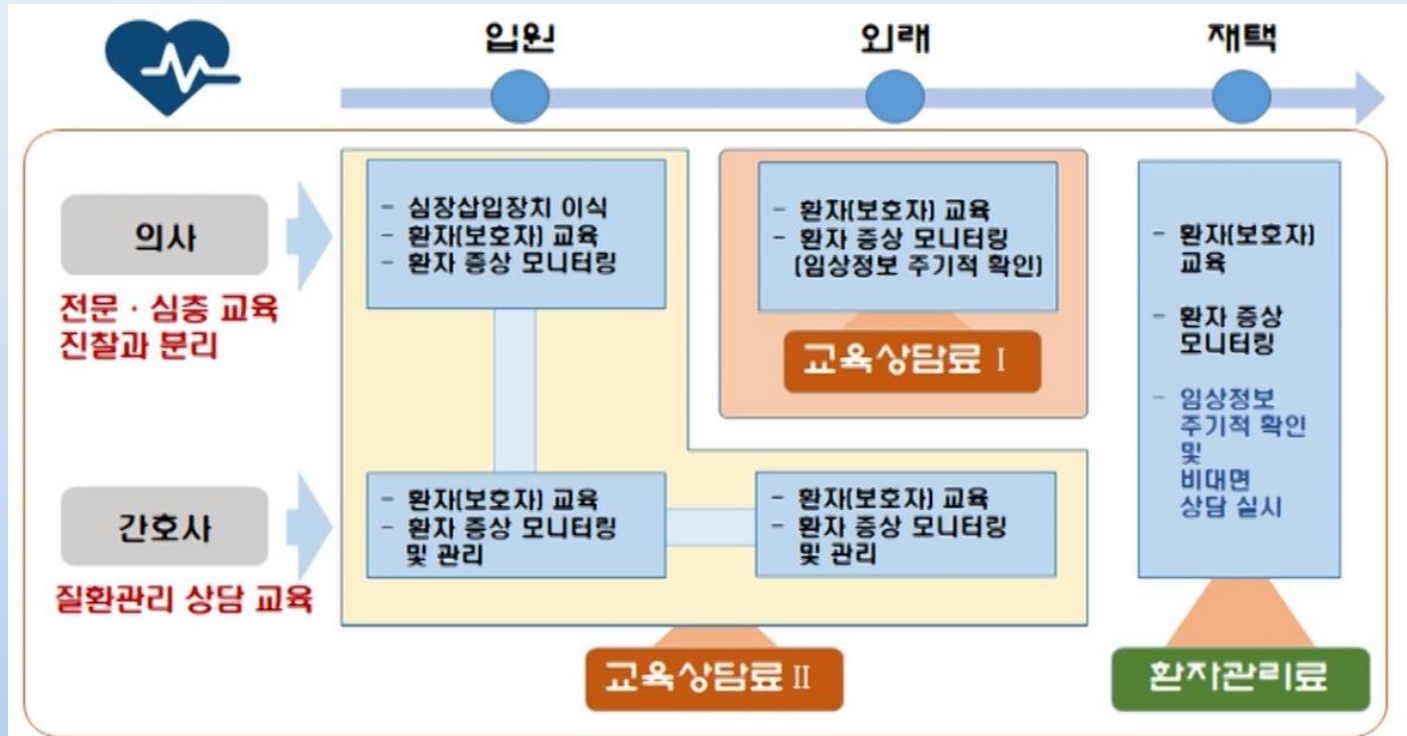 입원
외래
재택
의사
전문 · 심층 교육
진찰과 분리
- 심장삽입장치 이식
- 환자(보호자) 교육
- 환자 증상 모니터링
- 환자(보호자) 교육
- 환자 증상 모니터링
(임상정보 주기적 확인)
교육상담료 Ⅰ
- 환자(보호자)
교육
- 환자 증상
모니터링
- 임상정보
주기적 확인
및
비대면
상담 실시
간호사
질환관리 상담 교육
- 환자(보호자) 교육
- 환자 증상 모니터링
및 관리
- 환자(보호자) 교육
- 환자 증상 모니터링
및 관리
교육상담료 Ⅱ
환자관리료